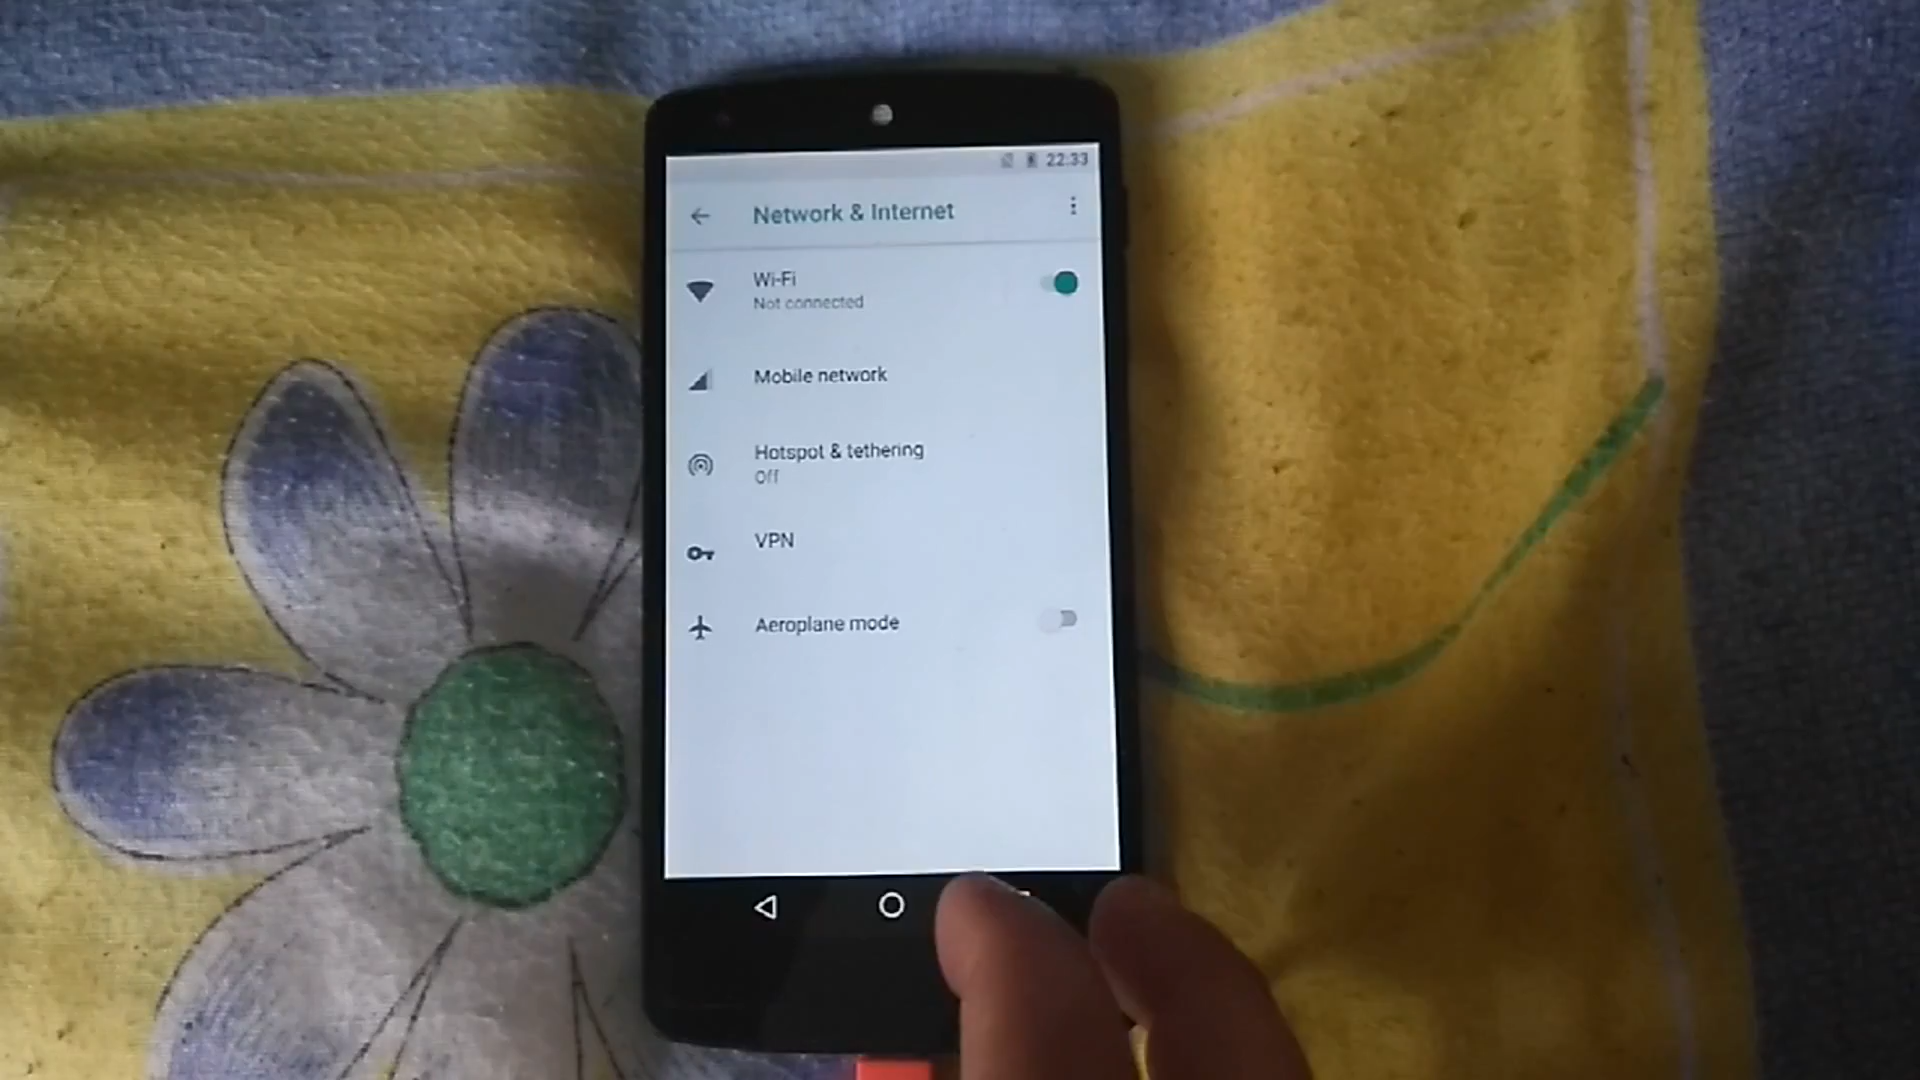 22:33
Network & Internet
Wi-Fi
Not connected
Mobile network
Hotspot & tethering
Off
VPN
Aeroplane mode